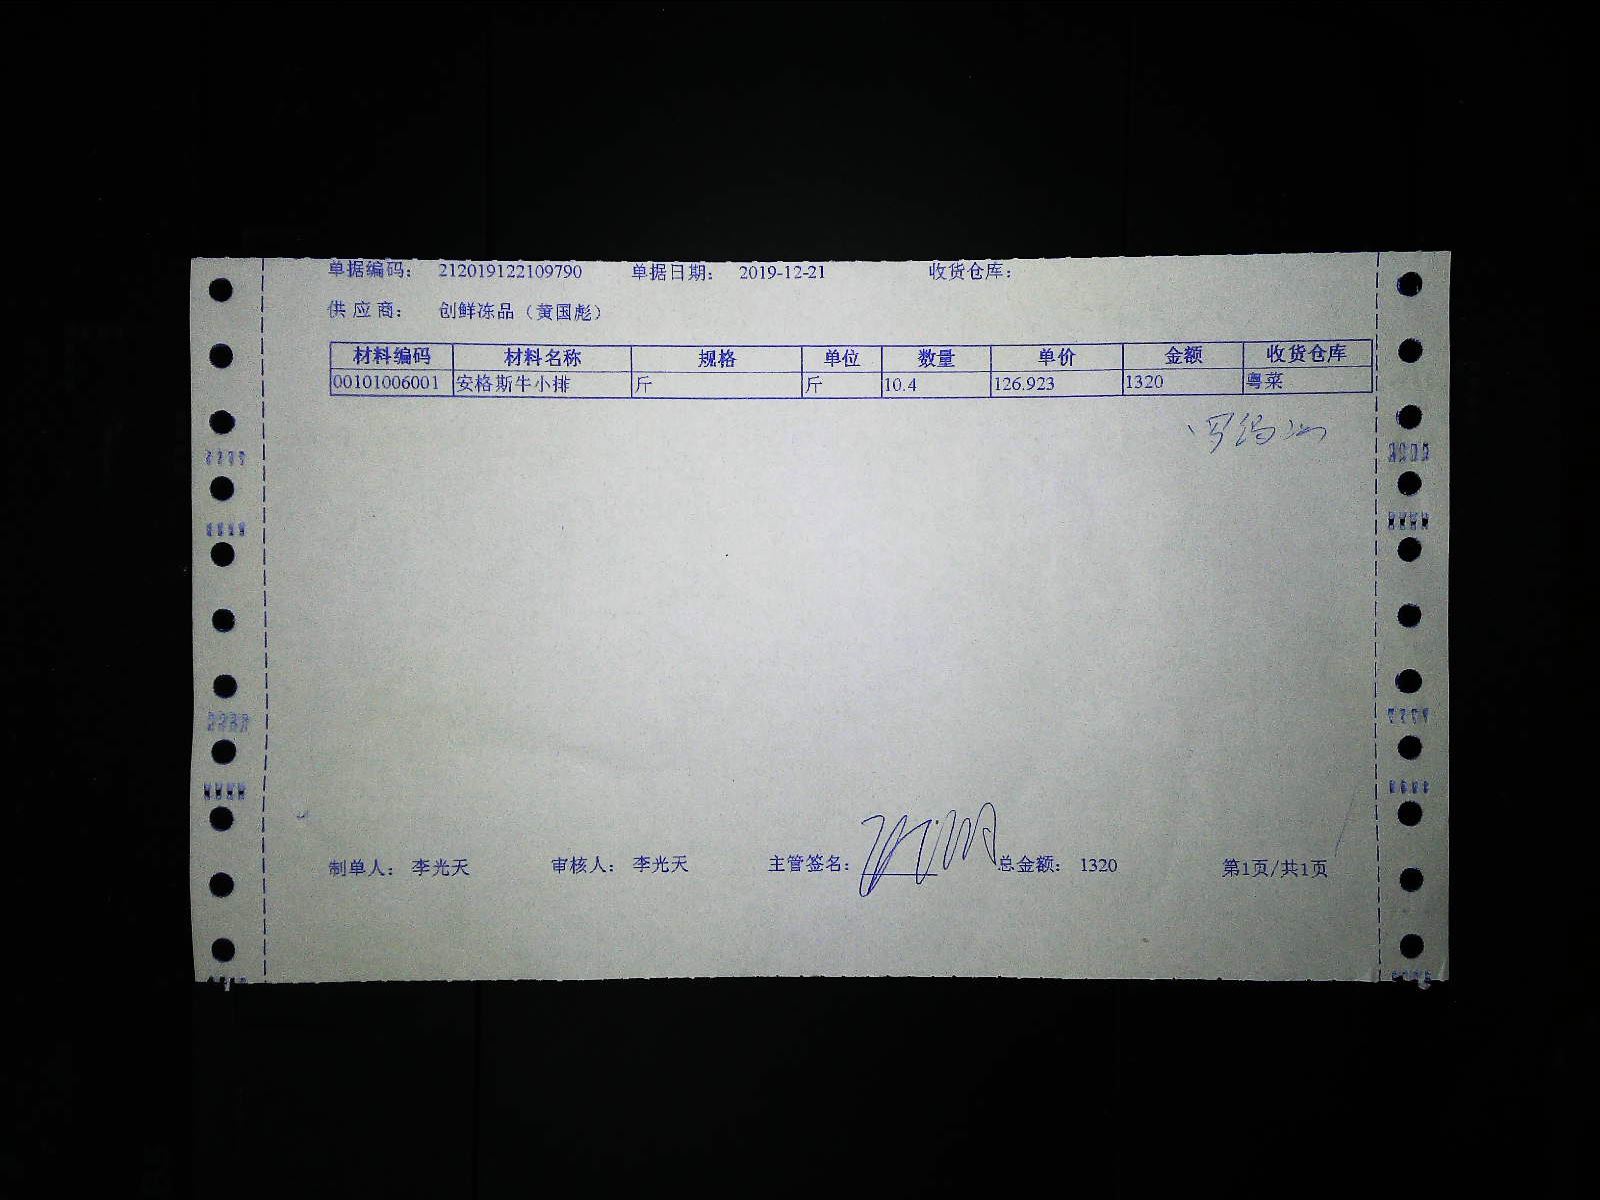 单据编码: 212019122109790 单据日期: 2019-12-21 收货仓库:
供应商: 创鲜冻品（黄国彪）
材料编码 材料名称 规格 单位 数量 单价 金额 收货仓库
00101006001 安格斯牛小排 斤 斤 10.4 126.923 1320 粤菜
制单人: 李光天 审核人: 李光天 主管签名: 总金额: 1320 第1页/共1页